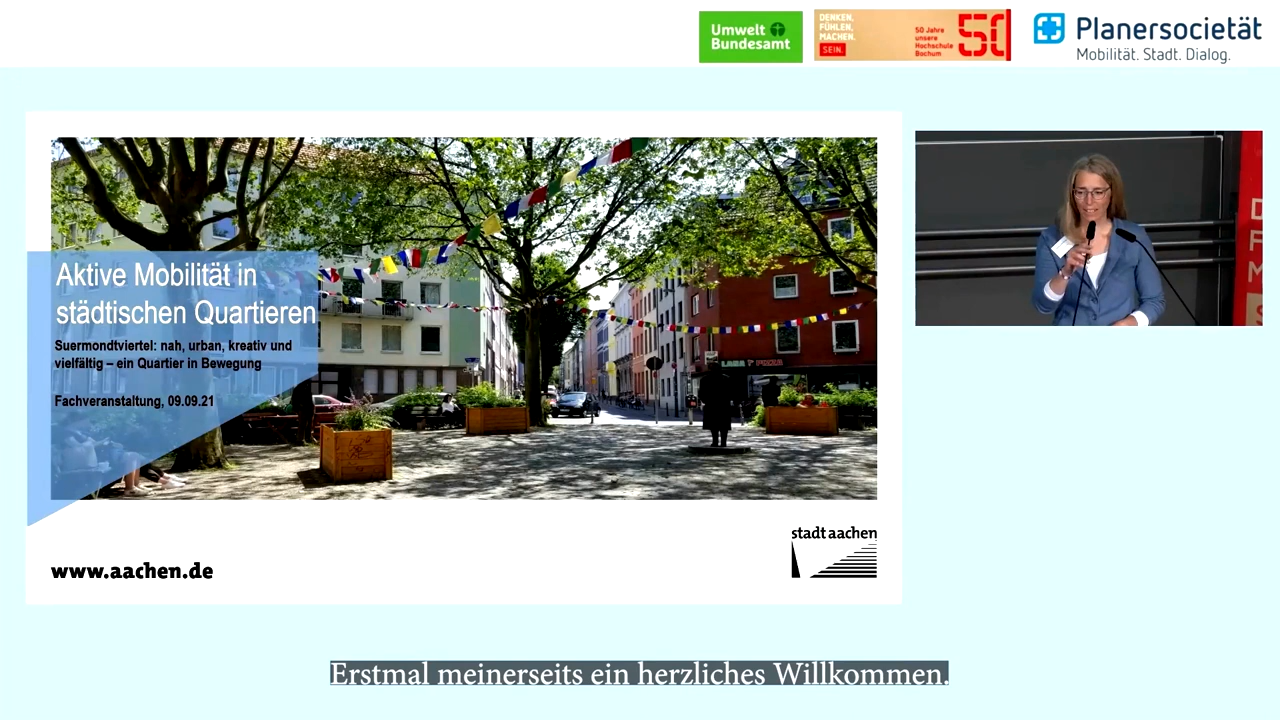 Umwelt
Bundesamt
DENKEN,
FÜHLEN,
MACHEN.
SEIN.
50 Jahre
unsere
Hochschule
Bochum
50
Planersocietät
Mobilität. Stadt. Dialog.
Aktive Mobilität in
städtischen Quartieren
Suermondtviertel: nah, urban, kreativ und
vielfältig – ein Quartier in Bewegung
Fachveranstaltung, 09.09.21
www.aachen.de
stadt aachen
D
F
M
S
Erstmal meinerseits ein herzliches Willkommen.